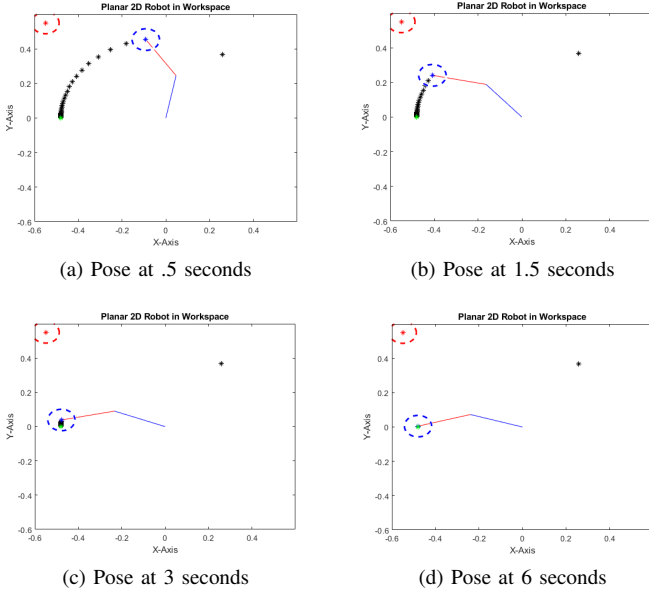 Planar 2D Robot in Workspace
Y-Axis
0.4
0.2
0
-0.2
-0.4
-0.6
-0.6 -0.4 -0.2 0 0.2 0.4
X-Axis
(a) Pose at .5 seconds
Planar 2D Robot in Workspace
Y-Axis
0.4
0.2
0
-0.2
-0.4
-0.6
-0.6 -0.4 -0.2 0 0.2 0.4
X-Axis
(b) Pose at 1.5 seconds
Planar 2D Robot in Workspace
Y-Axis
0.4
0.2
0
-0.2
-0.4
-0.6
-0.6 -0.4 -0.2 0 0.2 0.4
X-Axis
(c) Pose at 3 seconds
Planar 2D Robot in Workspace
Y-Axis
0.4
0.2
0
-0.2
-0.4
-0.6
-0.6 -0.4 -0.2 0 0.2 0.4
X-Axis
(d) Pose at 6 seconds